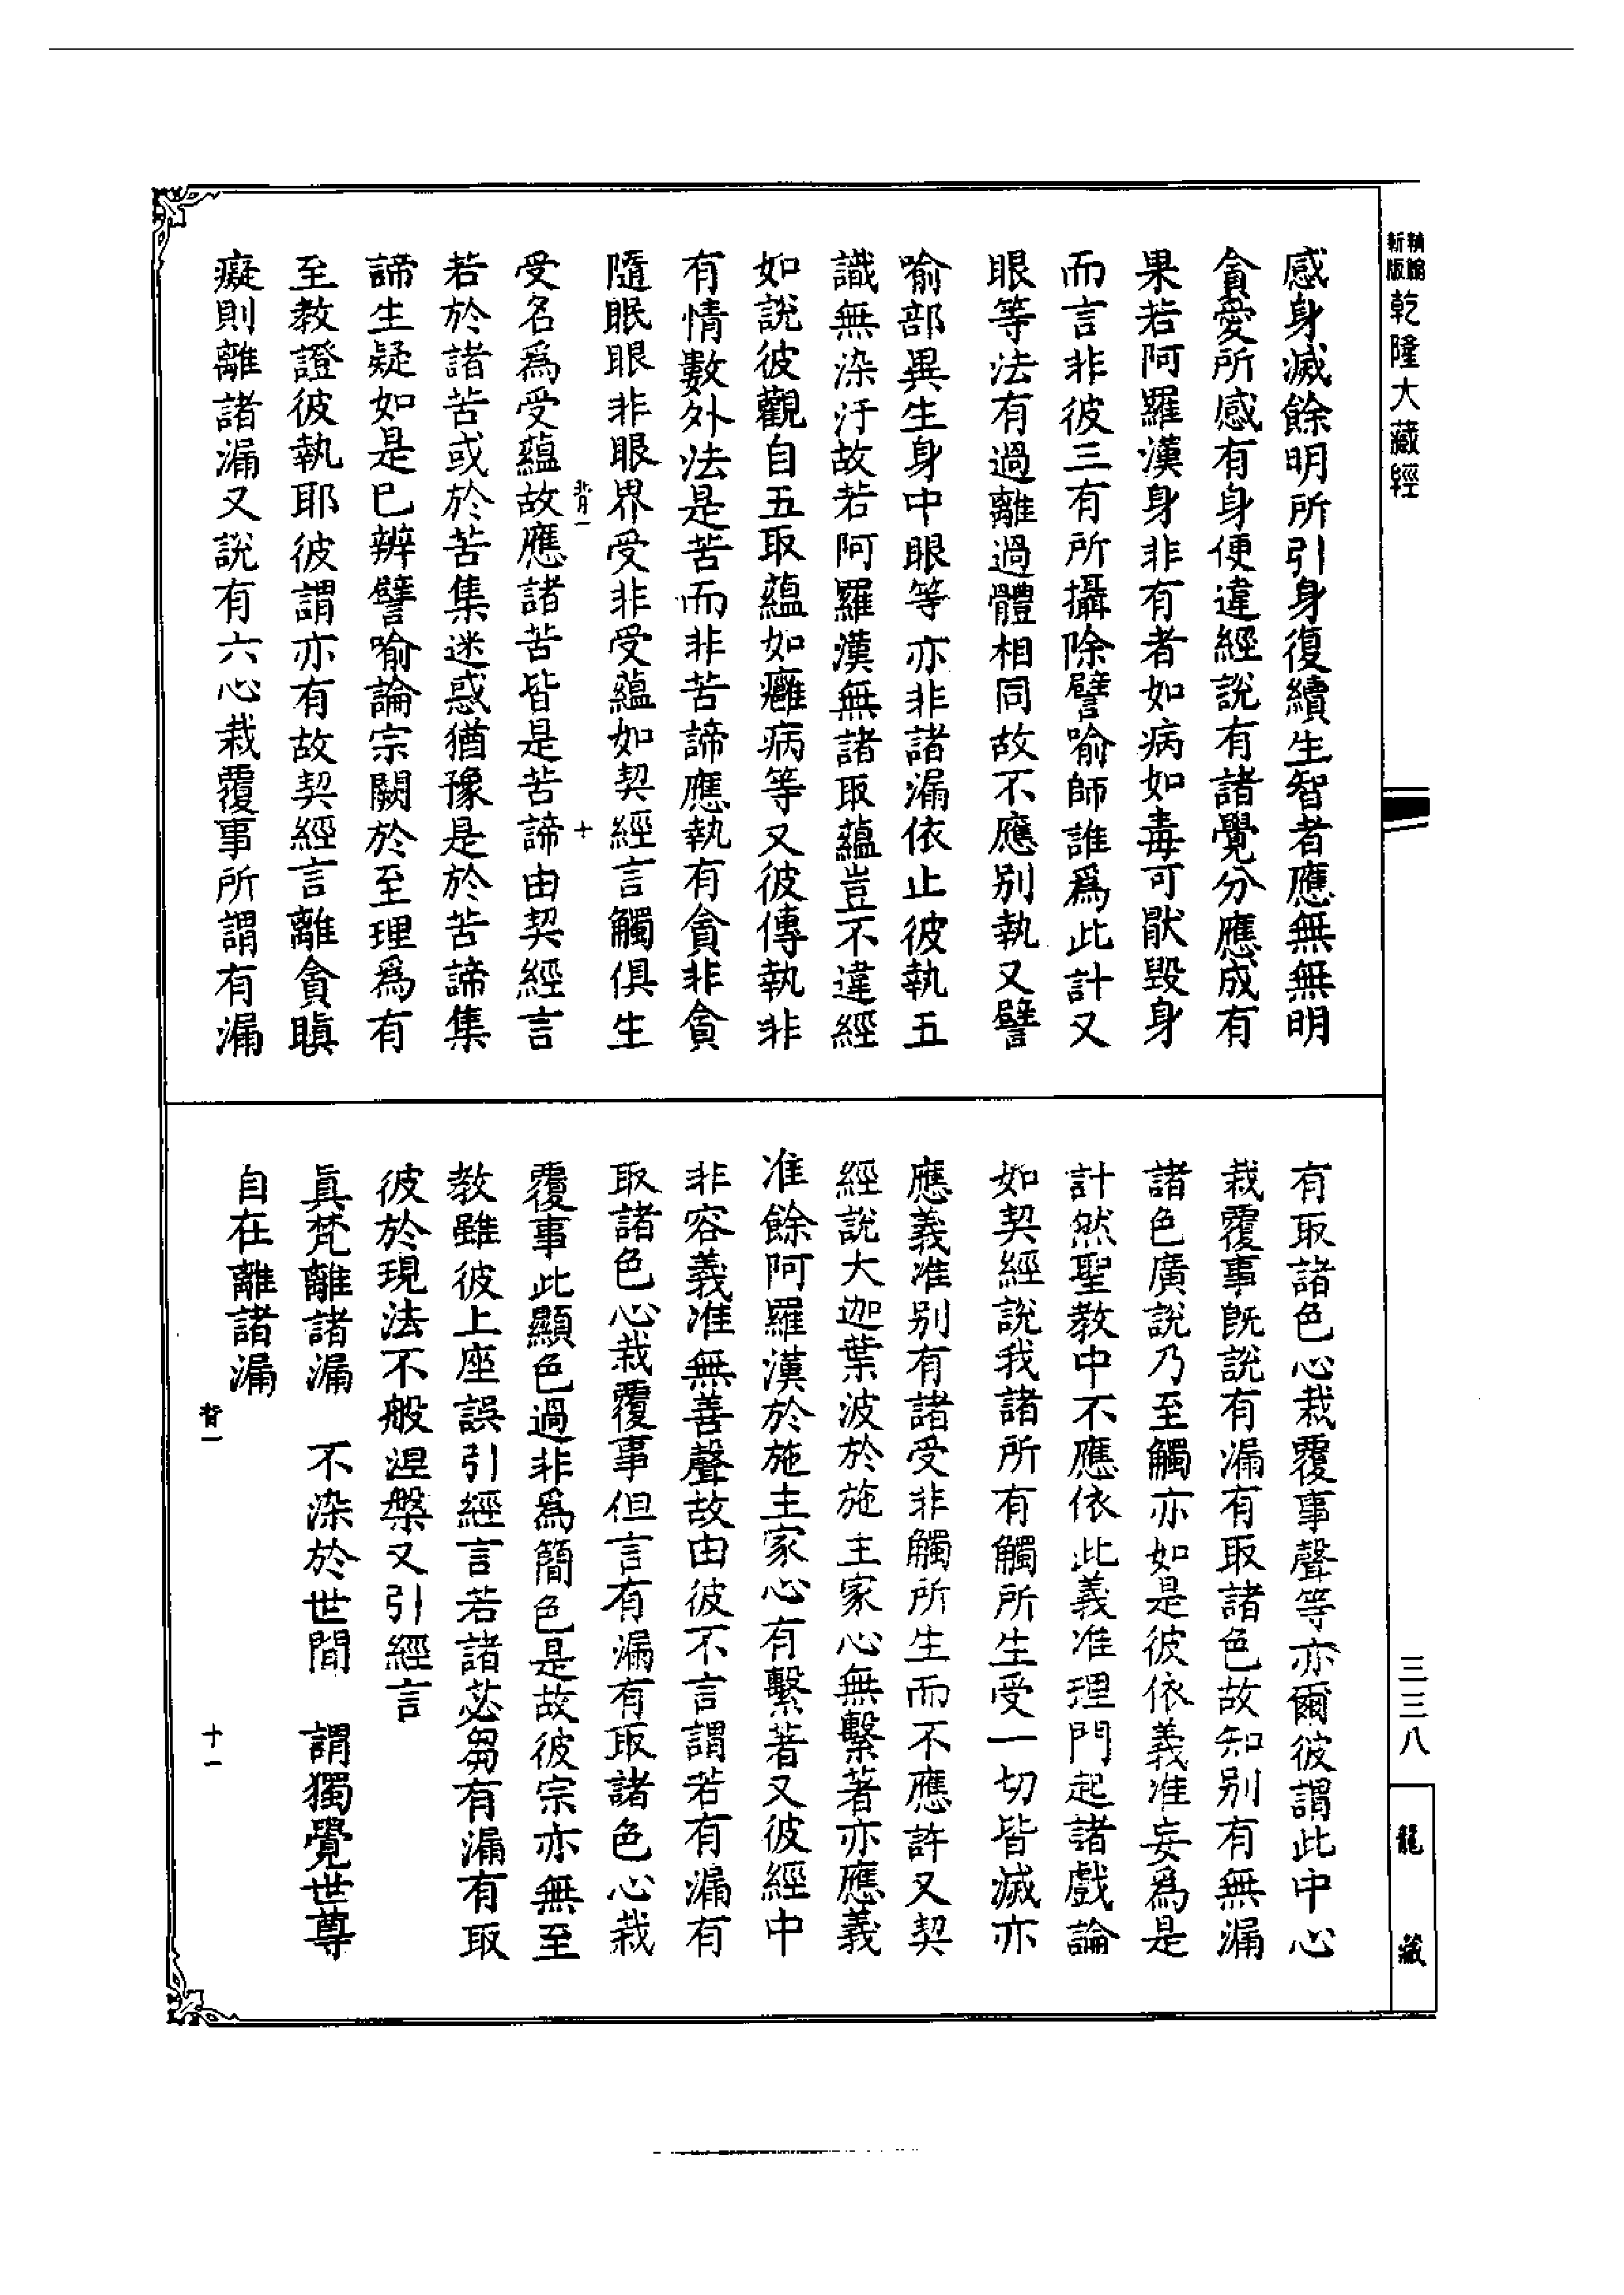 新編
新版 乾隆大藏經
三三八
龍藏
感身滅餘明所引身復續生智者應無無明
貪愛所感有身便違經說有諸覺分應成有
果若阿羅漢身非有者如病如毒可猒毀身
而言非彼三有所攝除譬喻師誰爲此計又
眼等法有過離過體相同故不應別執又譬
喻部異生身中眼等亦非諸漏依止彼執五
識無染汙故若阿羅漢無諸取蘊豈不違經
如說彼觀自五取蘊如癰病等又彼傳執非
有情數外法是苦而非苦諦應執有貪非貪
隨眠眼非眼界受非受蘊如契經言觸俱生
背一
十
受名爲受蘊故應諸苦皆是苦諦由契經言
若於諸苦或於苦集迷惑猶豫是於苦諦集
諦生疑如是已辨譬喻論宗闕於至理爲有
至教證彼執耶彼謂亦有故契經言離貪瞋
癡則離諸漏又說有六心栽覆事所謂有漏
有取諸色心栽覆事聲等亦爾彼謂此中心
栽覆事旣說有漏有取諸色故知別有無漏
諸色廣說乃至觸亦如是彼依義准妄爲是
計然聖教中不應依此義准理門起諸戲論
如契經說我諸所有觸所生受一切皆滅亦
應義准別有諸受非觸所生而不應許又契
經說大迦葉波於施主家心無繫著亦應義
准餘阿羅漢於施主家心有繫著又彼經中
非容義准無善聲故由彼不言謂若有漏有
取諸色心栽覆事但言有漏有取諸色心栽
覆事此顯色過非爲簡色是故彼宗亦無至
教雖彼上座誤引經言若諸苾芻有漏有取
彼於現法不般涅槃又引經言
眞梵離諸漏　不染於世間　謂獨覺世尊
自在離諸漏
背一
十一